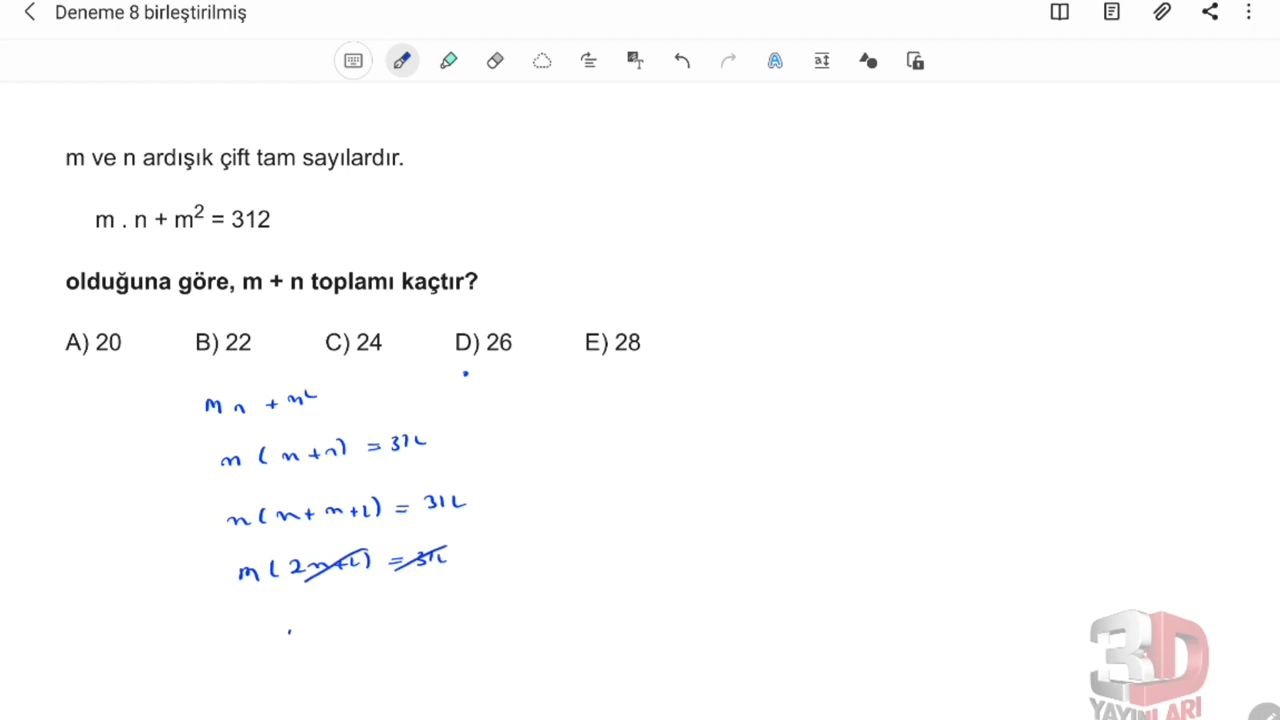 Deneme 8 birleştirilmiş
m ve n ardışık çift tam sayılardır.
m . n + m² = 312
olduğuna göre, m + n toplamı kaçtır?
A) 20 B) 22 C) 24 D) 26 E) 28
m n + m²
m ( m + n ) = 312
m ( m + m + 2 ) = 312
m ( 2m + 2 ) = 312
3D
YAYINLARI